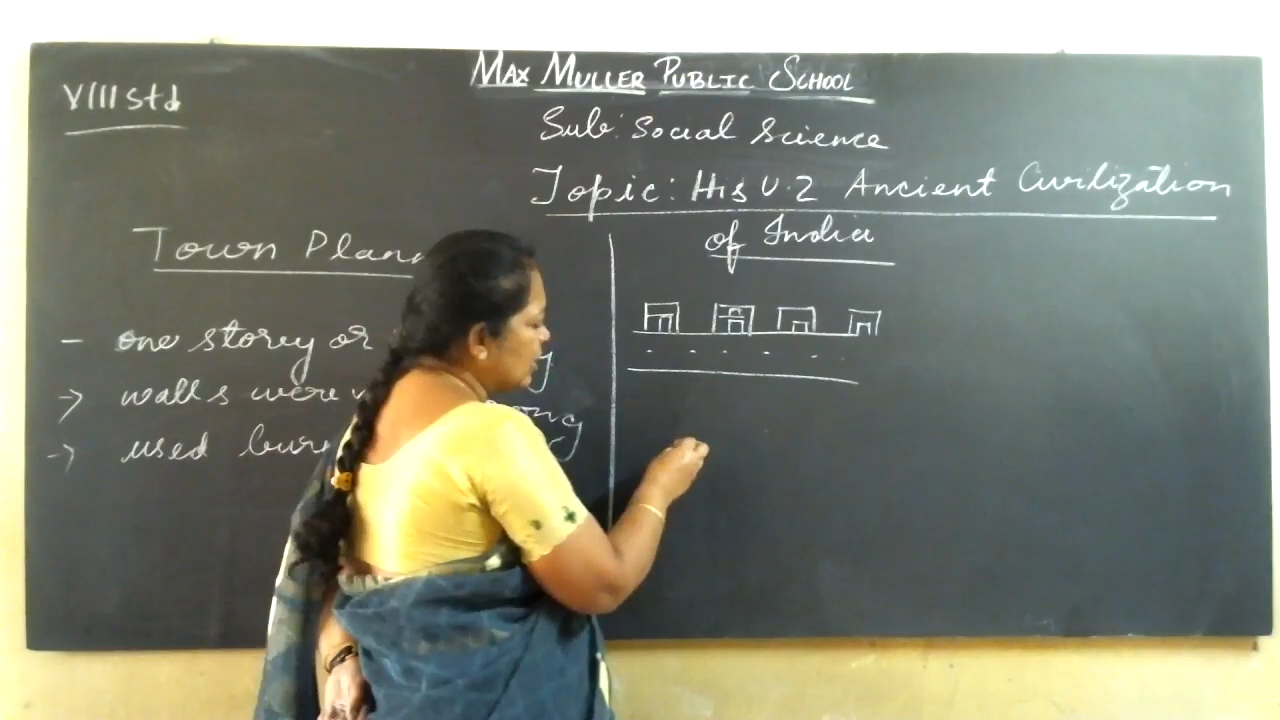 MAX MULLER PUBLIC SCHOOL
VIII std
Sub: Social Science
Topic: His U.2 Ancient Civilization
of India
Town Plann
- one storey or
→ walls were
→ used